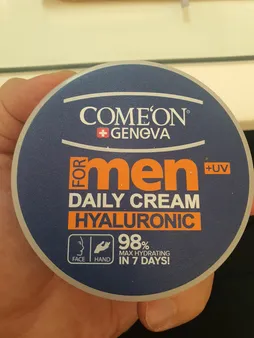 COME'ON®
GENOVA
FOR men +UV
DAILY CREAM
HYALURONIC
FACE HAND
98%
MAX HYDRATING
IN 7 DAYS!